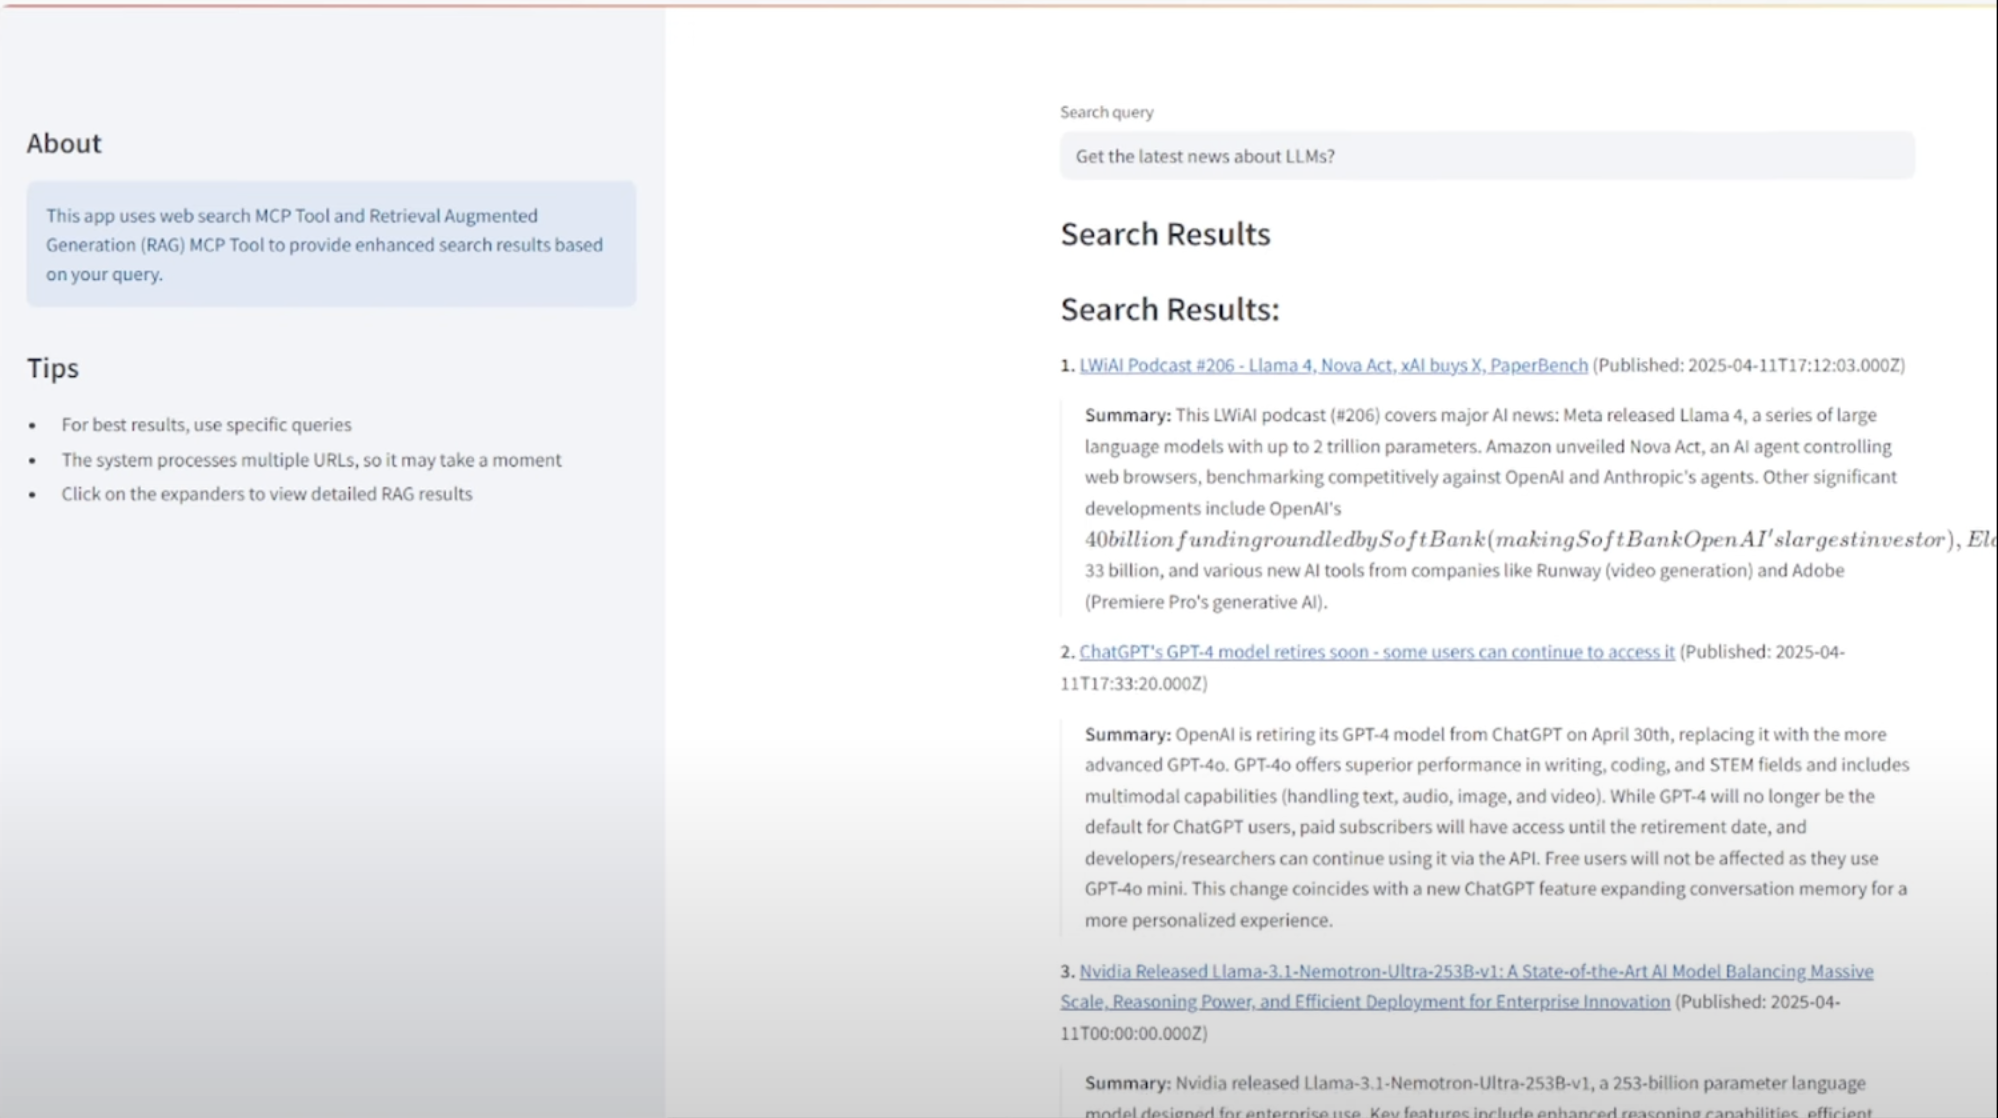 About
This app uses web search MCP Tool and Retrieval Augmented
Generation (RAG) MCP Tool to provide enhanced search results based
on your query.
Tips
• For best results, use specific queries
• The system processes multiple URLs, so it may take a moment
• Click on the expanders to view detailed RAG results
Search query
Get the latest news about LLMs?
Search Results
Search Results:
1. LWiAI Podcast #206 - Llama 4, Nova Act, xAI buys X, PaperBench (Published: 2025-04-11T17:12:03.000Z)
Summary: This LWiAI podcast (#206) covers major AI news: Meta released Llama 4, a series of large
language models with up to 2 trillion parameters. Amazon unveiled Nova Act, an AI agent controlling
web browsers, benchmarking competitively against OpenAI and Anthropic's agents. Other significant
developments include OpenAI's
40billionfundingroundledbySoftBank(makingSoftBankOpenAI'slargestinvestor),
33 billion, and various new AI tools from companies like Runway (video generation) and Adobe
(Premiere Pro's generative AI).
2. ChatGPT's GPT-4 model retires soon - some users can continue to access it (Published: 2025-04-
11T17:33:20.000Z)
Summary: OpenAI is retiring its GPT-4 model from ChatGPT on April 30th, replacing it with the more
advanced GPT-4o. GPT-4o offers superior performance in writing, coding, and STEM fields and includes
multimodal capabilities (handling text, audio, image, and video). While GPT-4 will no longer be the
default for ChatGPT users, paid subscribers will have access until the retirement date, and
developers/researchers can continue using it via the API. Free users will not be affected as they use
GPT-4o mini. This change coincides with a new ChatGPT feature expanding conversation memory for a
more personalized experience.
3. Nvidia Released Llama-3.1-Nemotron-Ultra-253B-v1: A State-of-the-Art AI Model Balancing Massive
Scale, Reasoning Power, and Efficient Deployment for Enterprise Innovation (Published: 2025-04-
11T00:00:00.000Z)
Summary: Nvidia released Llama-3.1-Nemotron-Ultra-253B-v1, a 253-billion parameter language
model designed for enterprise use. Key features include enhanced reasoning capabilities, efficient